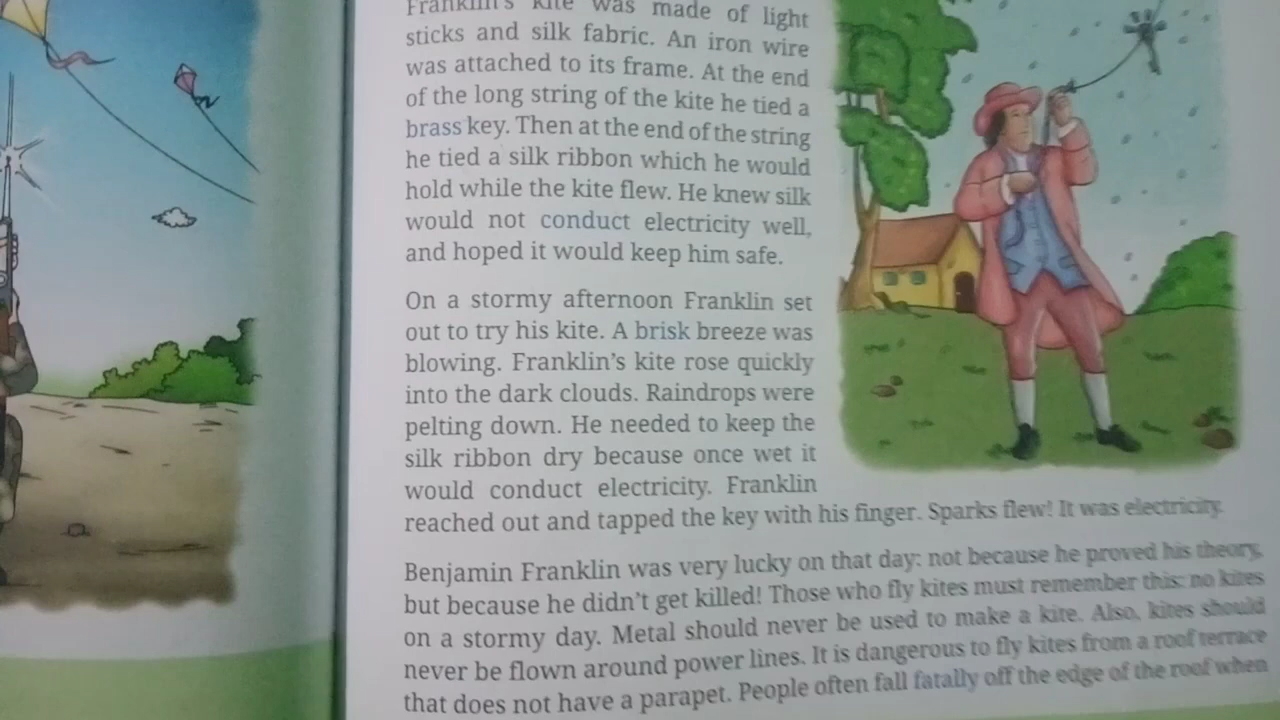 Franklin's kite was made of light
sticks and silk fabric. An iron wire
was attached to its frame. At the end
of the long string of the kite he tied a
brass key. Then at the end of the string
he tied a silk ribbon which he would
hold while the kite flew. He knew silk
would not conduct electricity well,
and hoped it would keep him safe.
On a stormy afternoon Franklin set
out to try his kite. A brisk breeze was
blowing. Franklin's kite rose quickly
into the dark clouds. Raindrops were
pelting down. He needed to keep the
silk ribbon dry because once wet it
would conduct electricity. Franklin
reached out and tapped the key with his finger. Sparks flew! It was electricity.
Benjamin Franklin was very lucky on that day: not because he proved his theory,
but because he didn't get killed! Those who fly kites must remember this: no kites
on a stormy day. Metal should never be used to make a kite. Also, kites should
never be flown around power lines. It is dangerous to fly kites from a roof terrace
that does not have a parapet. People often fall fatally off the edge of the roof when